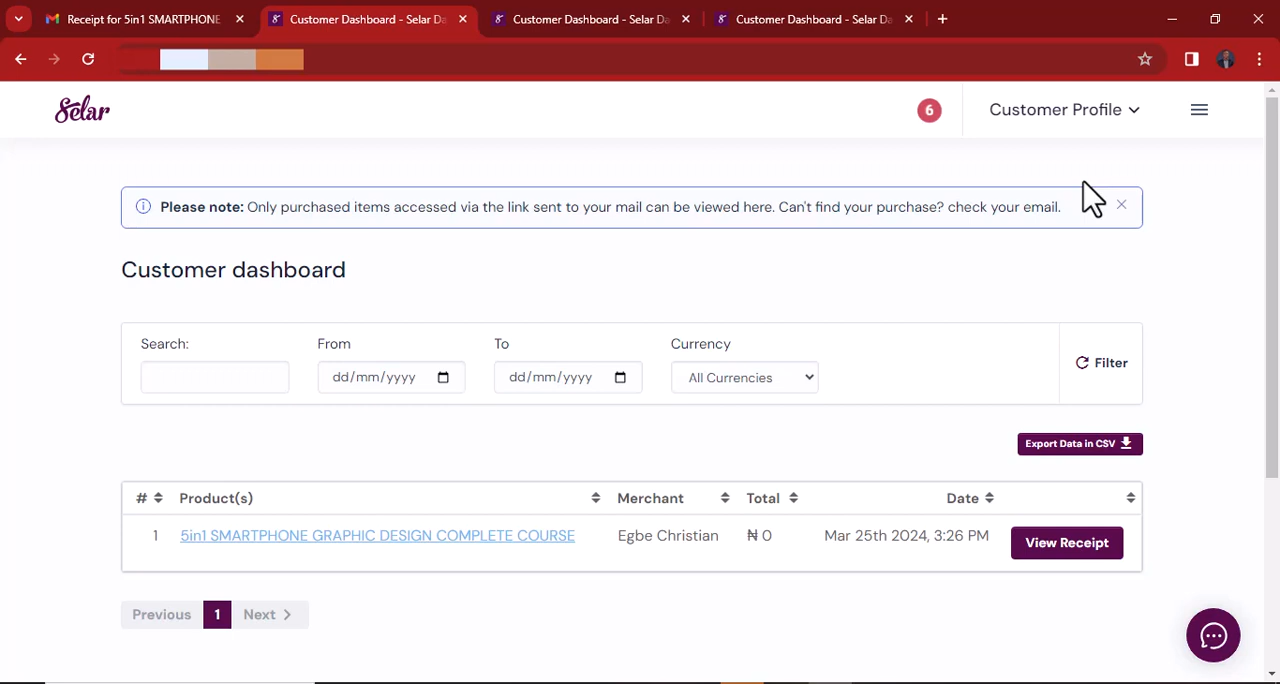 Receipt for 5in1 SMARTPHONE
Customer Dashboard - Selar Da
Customer Dashboard - Selar Da
Customer Dashboard - Selar Da
Selar
6
Customer Profile
Please note: Only purchased items accessed via the link sent to your mail can be viewed here. Can't find your purchase? check your email.
Customer dashboard
Search: From To Currency
dd/mm/yyyy dd/mm/yyyy All Currencies
Filter
Export Data in CSV
# Product(s) Merchant Total Date
1 5in1 SMARTPHONE GRAPHIC DESIGN COMPLETE COURSE Egbe Christian ₦ 0 Mar 25th 2024, 3:26 PM View Receipt
Previous 1 Next